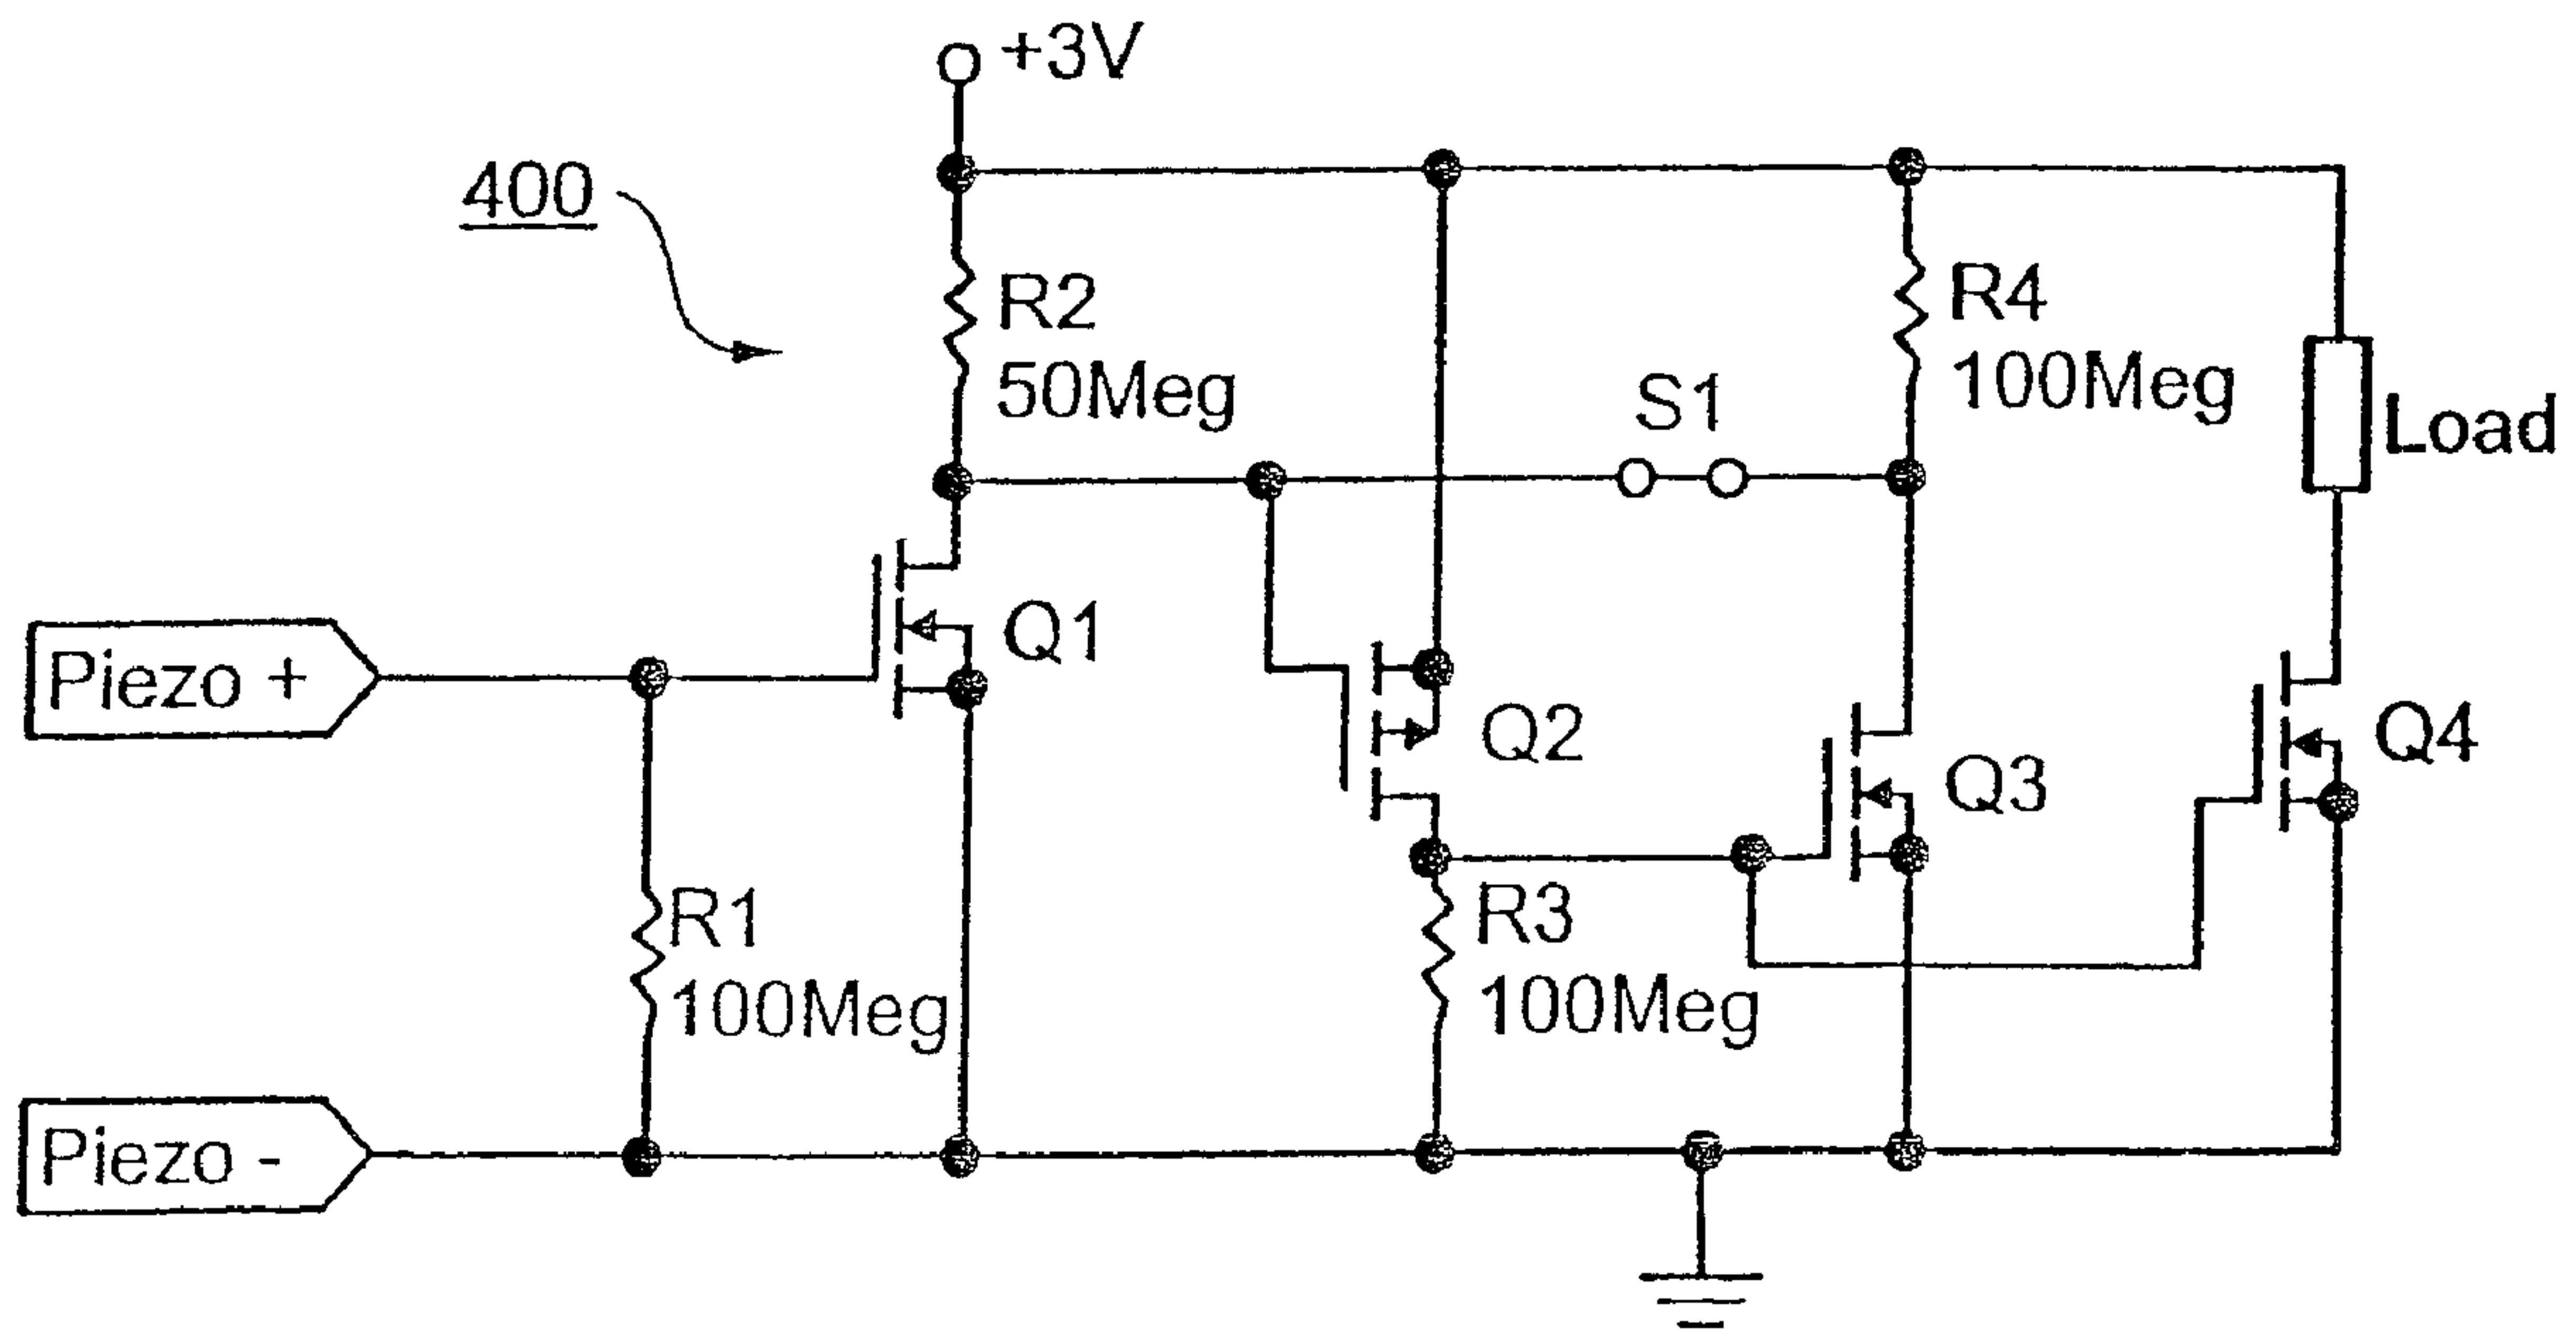 +3V
400
R2
50Meg
R4
100Meg
S1
Load
Q1
Piezo +
Q2
Q3
Q4
R1
100Meg
R3
100Meg
Piezo -